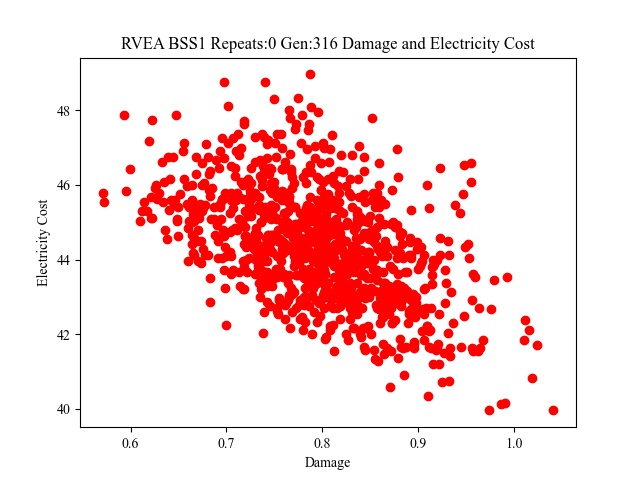 RVEA BSS1 Repeats:0 Gen:316 Damage and Electricity Cost
48
46
44
42
40
Electricity Cost
0.6 0.7 0.8 0.9 1.0
Damage